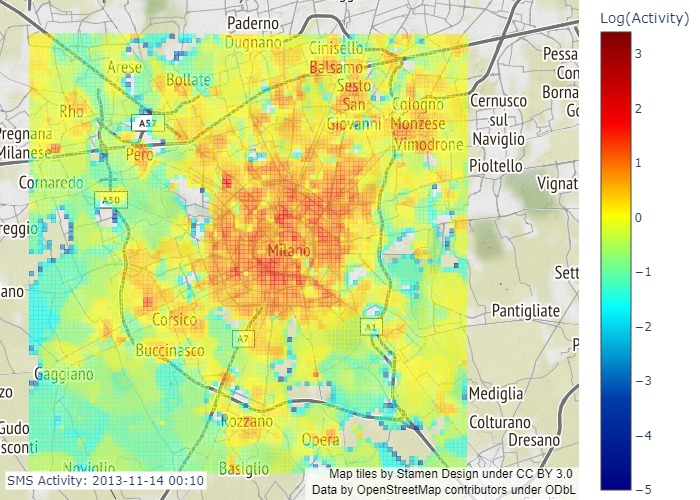 Log(Activity)
Paderno
Dugnano
Cinisello
Balsamo
Arese
Bollate
Sesto
San
Giovanni
Cologno
Monzese
Vimodrone
Cernusco
sul
Naviglio
Pioltello
Pessa
Con
Borna
Go
Vignat
Rho
Pregnana
Milanese
A52
Pero
Cornaredo
A50
reggio
Milano
Sett
ano
Pantigliate
Corsico
A7
A1
Buccinasco
P
Gaggiano
zo
Mediglia
Rozzano
Colturano
Gudo
sconti
Opera
Dresano
Noviglio
Basiglio
3
2
1
0
−1
−2
−3
−4
−5
SMS Activity: 2013-11-14 00:10
Map tiles by Stamen Design under CC BY 3.0
Data by OpenStreetMap contributors under ODbL